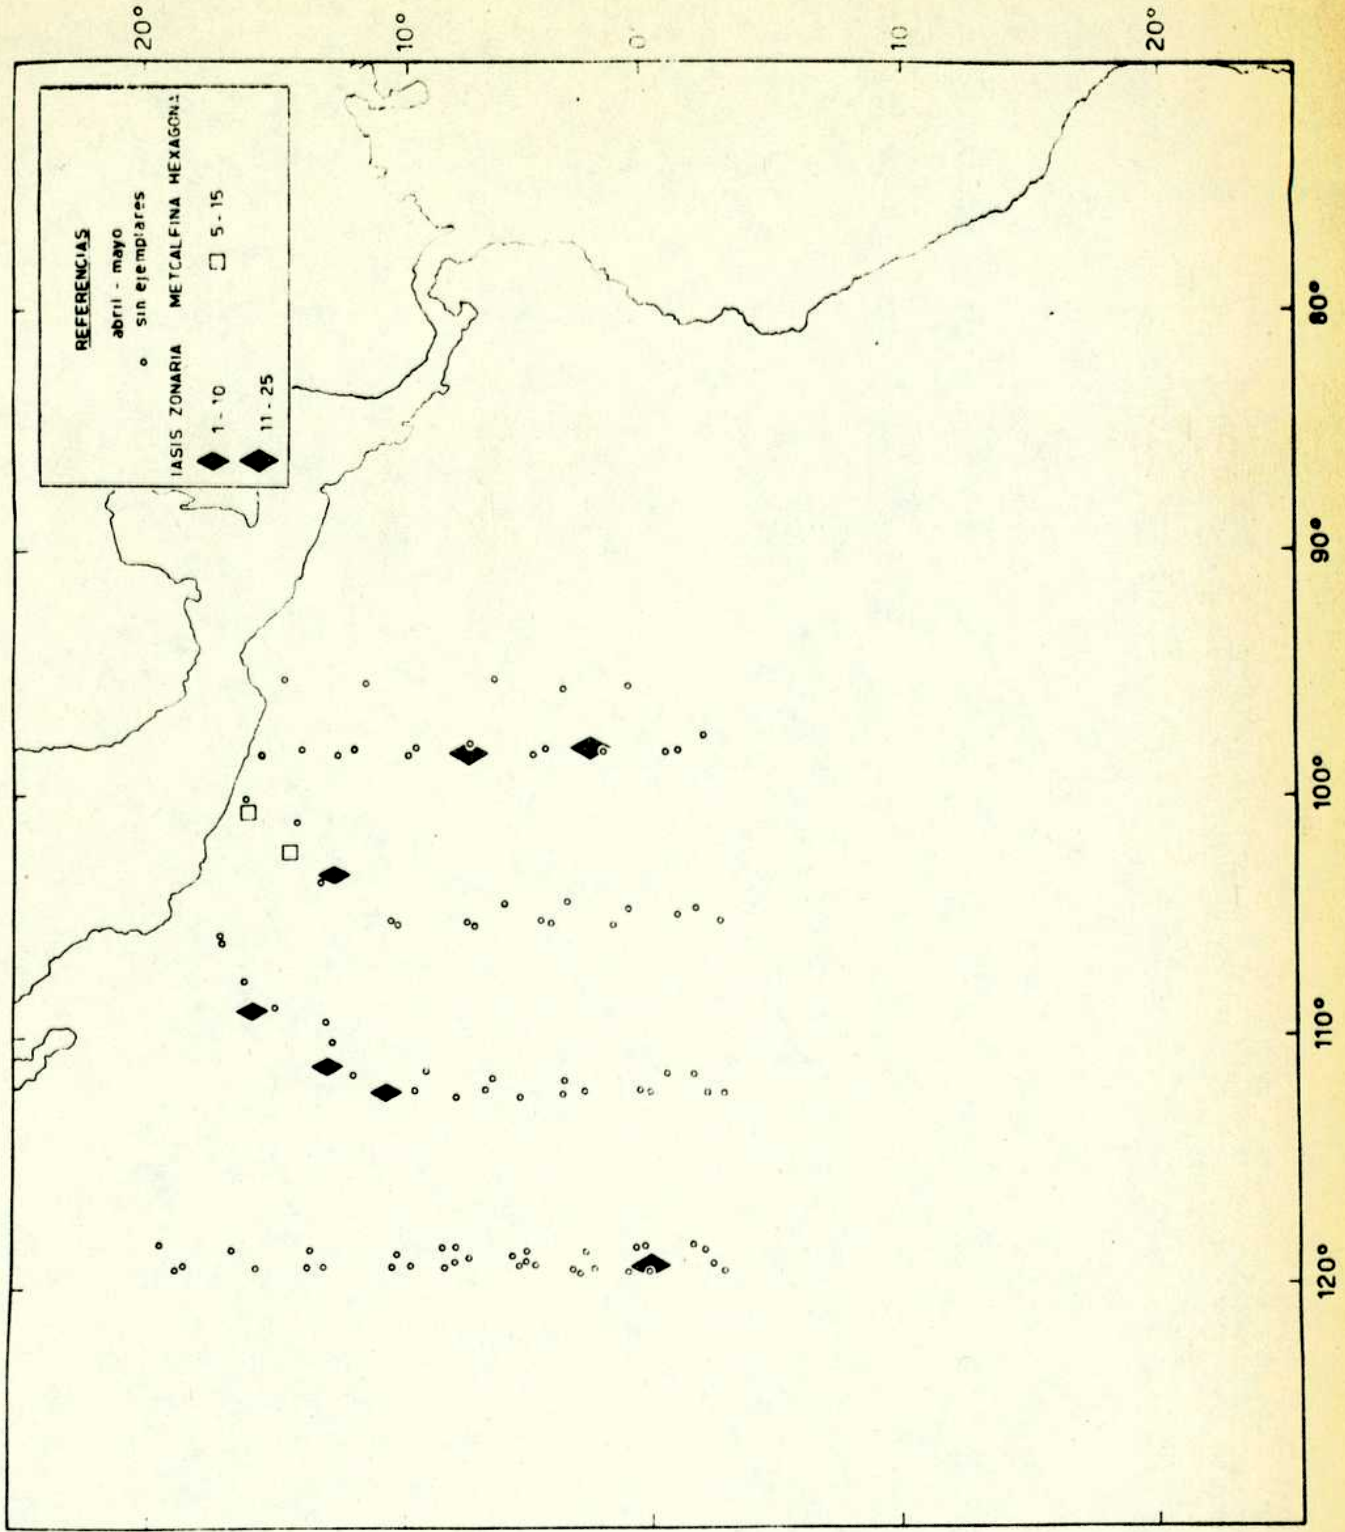 REFERENCIAS
abril - mayo
sin ejemplares
IASIS ZONARIA METCALFINA HEXAGONA
1 - 10 5 - 15
11 - 25
20°
10°
0°
10
20°
120°
110°
100°
90°
80°